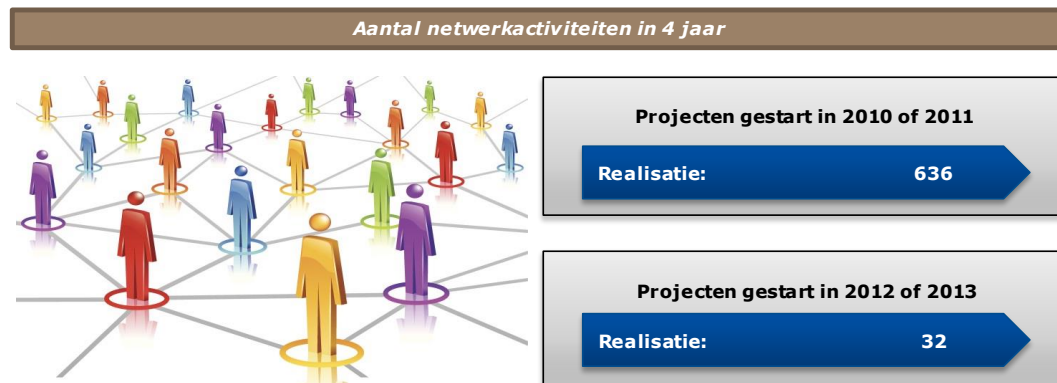 Aantal netwerkactiviteiten in 4 jaar
Projecten gestart in 2010 of 2011
Realisatie: 636
Projecten gestart in 2012 of 2013
Realisatie: 32